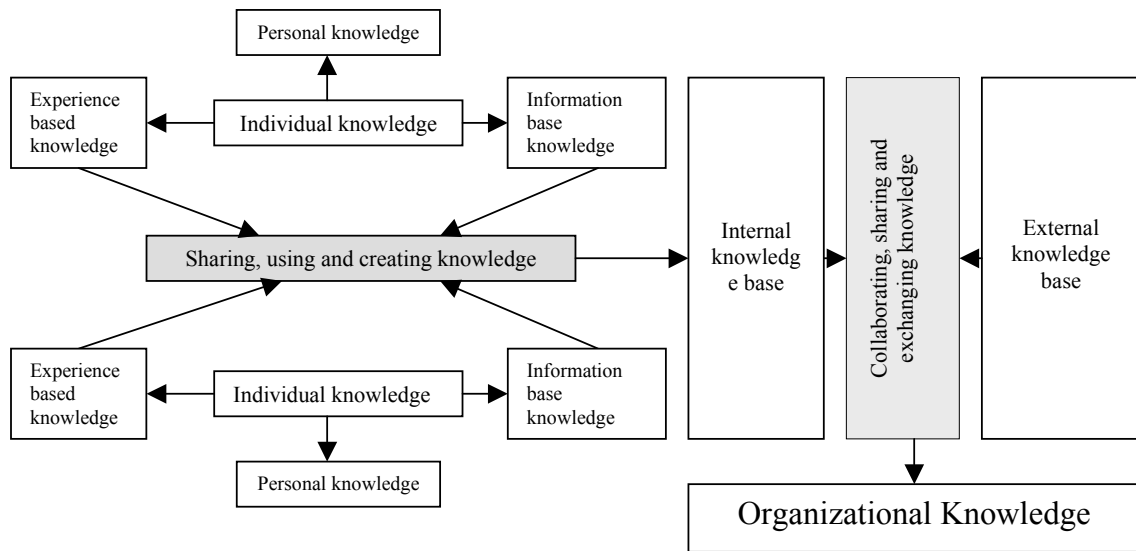 Personal knowledge
Experience
based
knowledge
Individual knowledge
Information
base
knowledge
Sharing, using and creating knowledge
Experience
based
knowledge
Individual knowledge
Information
base
knowledge
Personal knowledge
Internal
knowledg
e base
Collaborating, sharing and
exchanging knowledge
External
knowledge
base
Organizational Knowledge